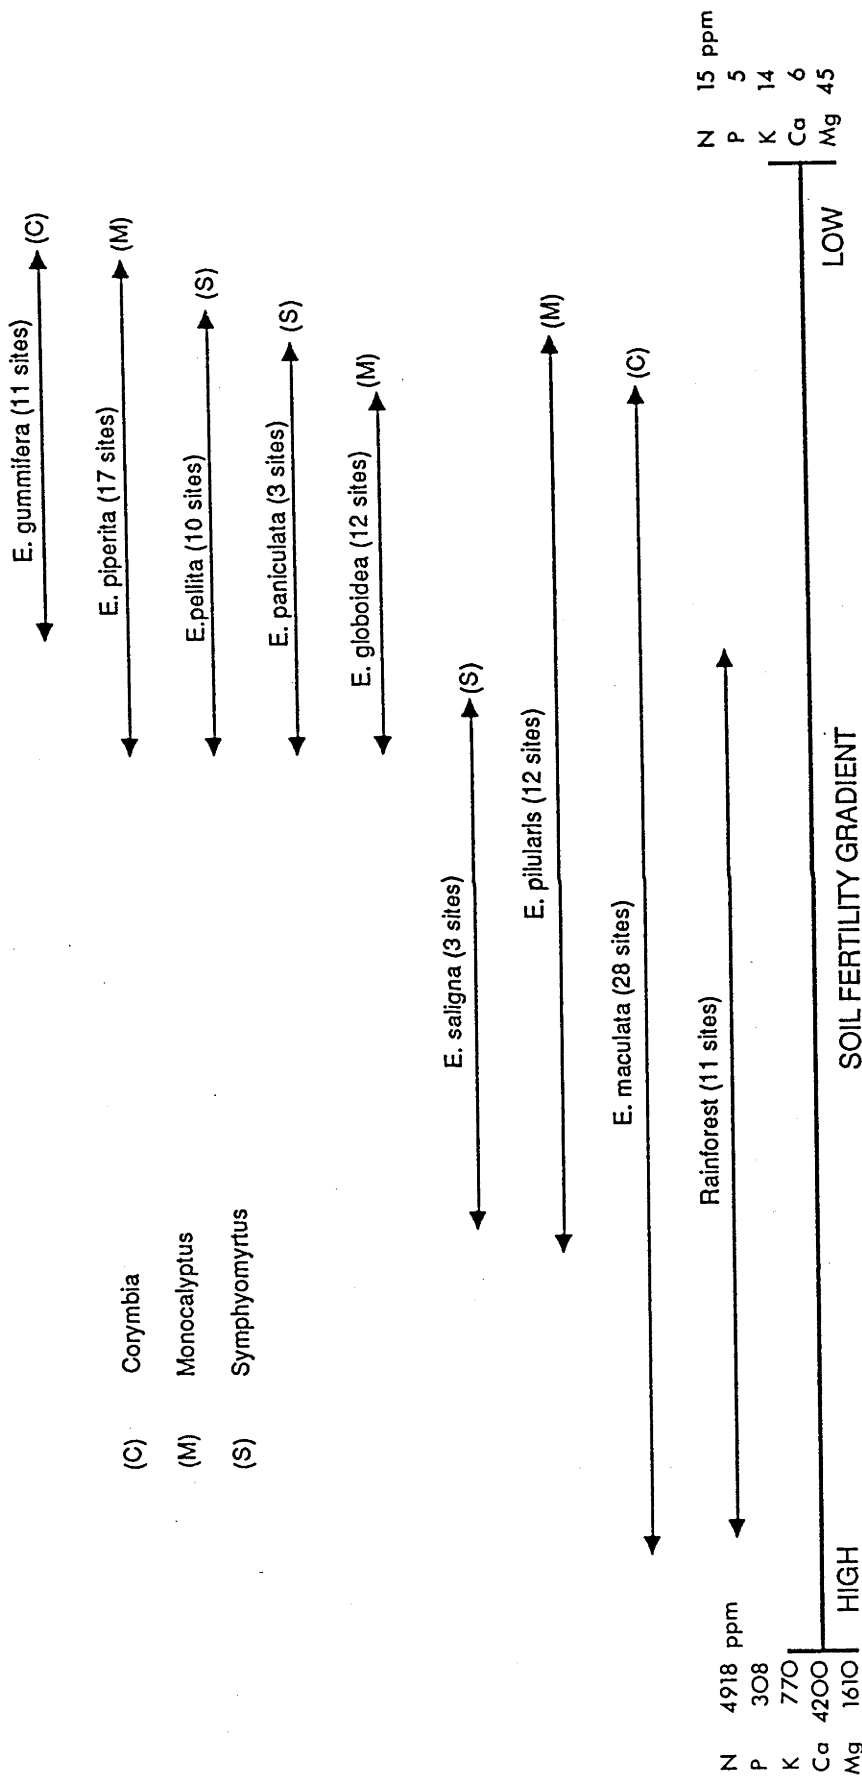 E. gummifera (11 sites)
(C)
E. piperita (17 sites)
(M)
E.pellita (10 sites)
(S)
E. paniculata (3 sites)
(S)
E. globoidea (12 sites)
(M)
E. saligna (3 sites)
(S)
E. pilularis (12 sites)
(M)
E. maculata (28 sites)
(C)
Rainforest (11 sites)
(C) Corymbia
(M) Monocalyptus
(S) Symphyomyrtus
N 4918 ppm
P 308
K 770
Ca 4200
Mg 1610
HIGH
SOIL FERTILITY GRADIENT
LOW
N 15 ppm
P 5
K 14
Ca 6
Mg 45